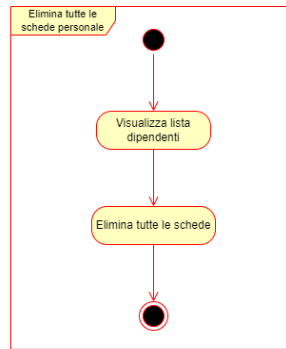 Elimina tutte le
schede personale
Visualizza lista
dipendenti
Elimina tutte le schede